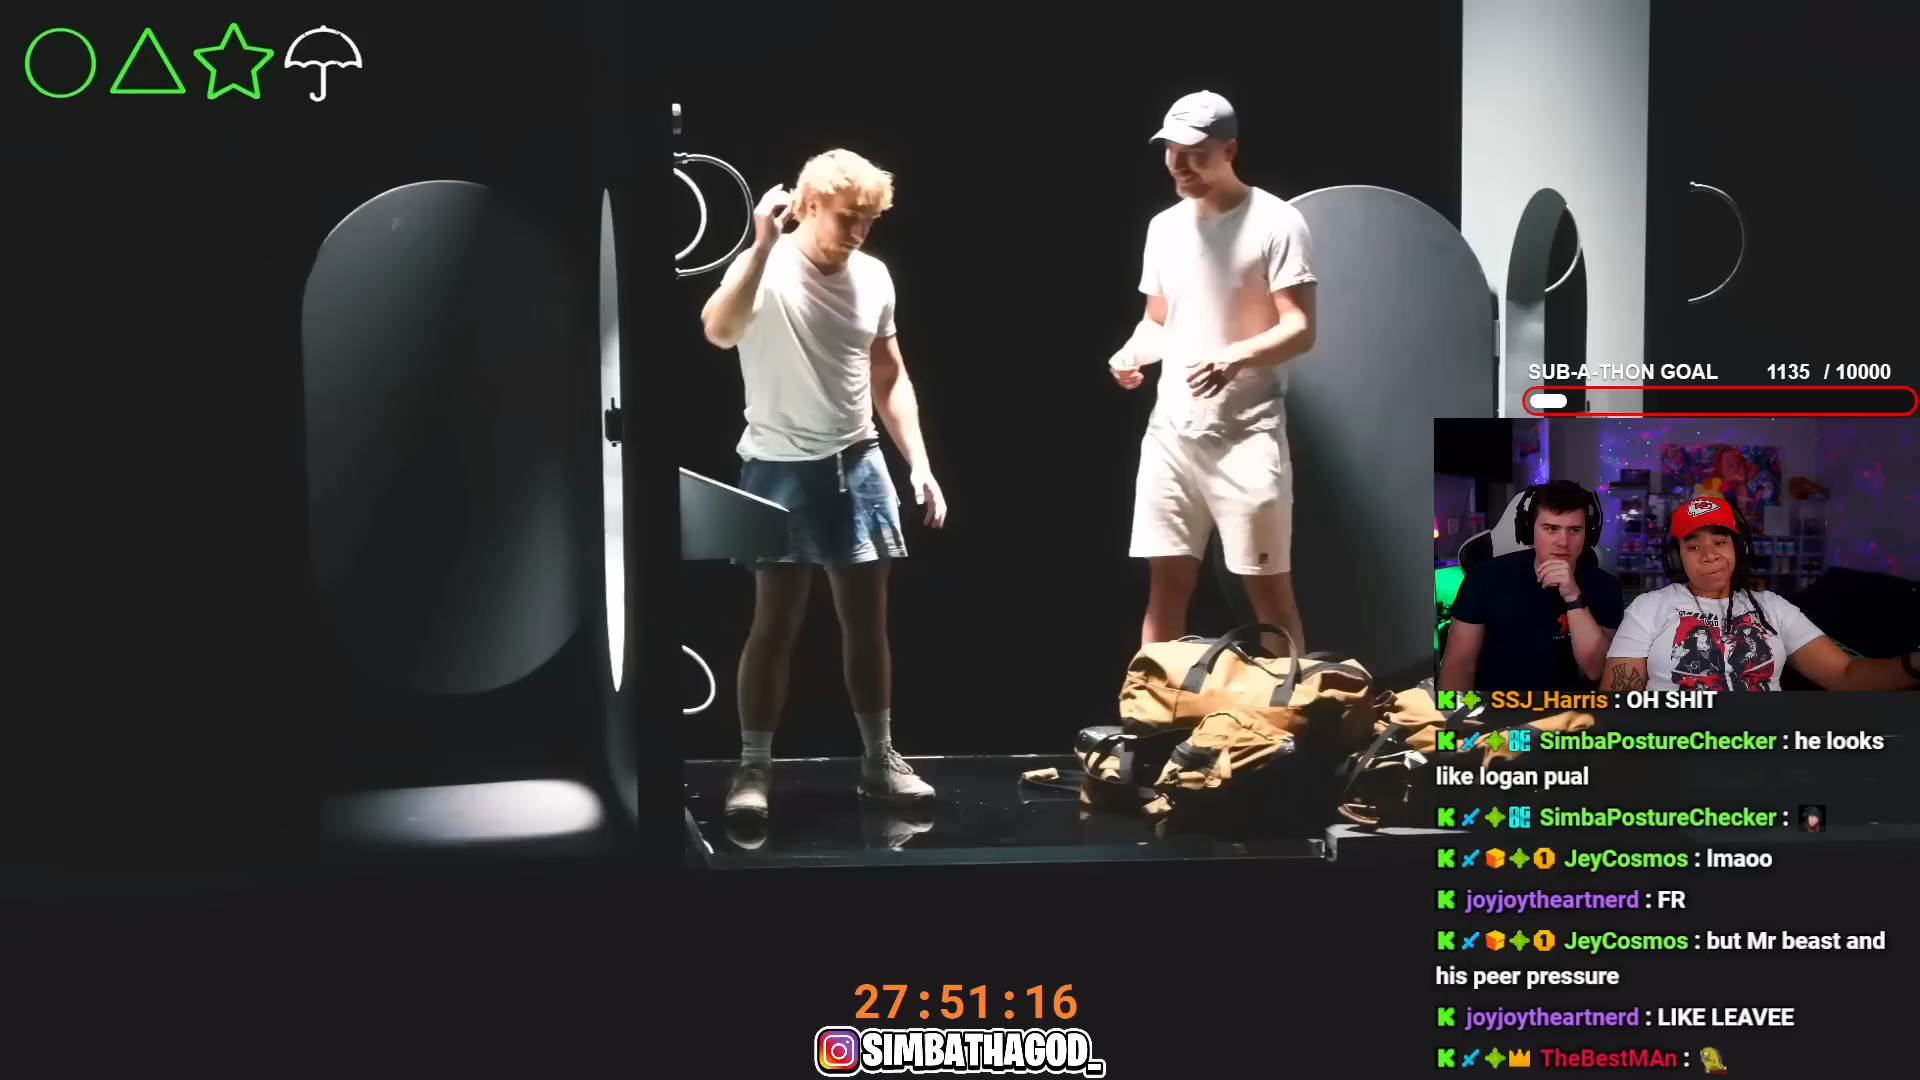 SUB-A-THON GOAL 1135 / 10000
SSJ_Harris : OH SHIT
SimbaPostureChecker : he looks
like logan pual
SimbaPostureChecker :
JeyCosmos : lmaoo
joyjoytheartnerd : FR
JeyCosmos : but Mr beast and
his peer pressure
joyjoytheartnerd : LIKE LEAVEE
TheBestMAn :
27:51:16
SIMBATHAGOD_